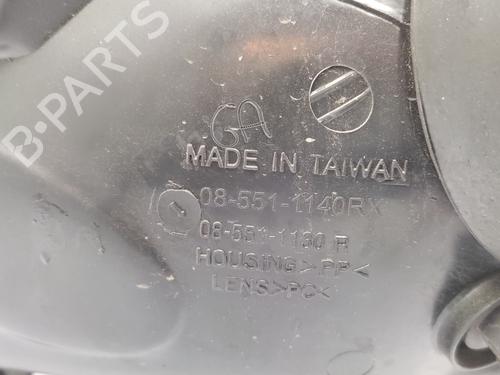 B-PARTS
GA
MADE IN TAIWAN
08-551-1140RX
08-551-1130 R
HOUSING>PP<
LENS>PC<